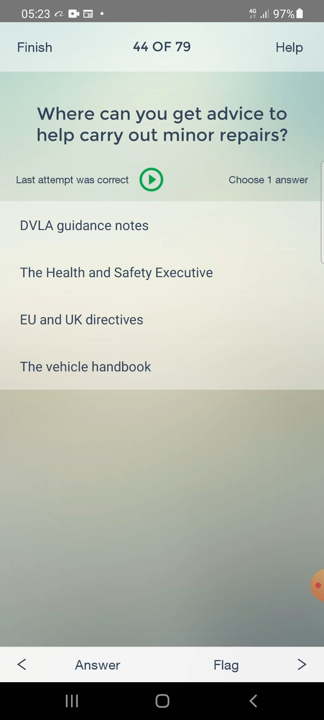 05:23 4G 97%
Finish 44 OF 79 Help
Where can you get advice to
help carry out minor repairs?
Last attempt was correct Choose 1 answer
DVLA guidance notes
The Health and Safety Executive
EU and UK directives
The vehicle handbook
Answer Flag